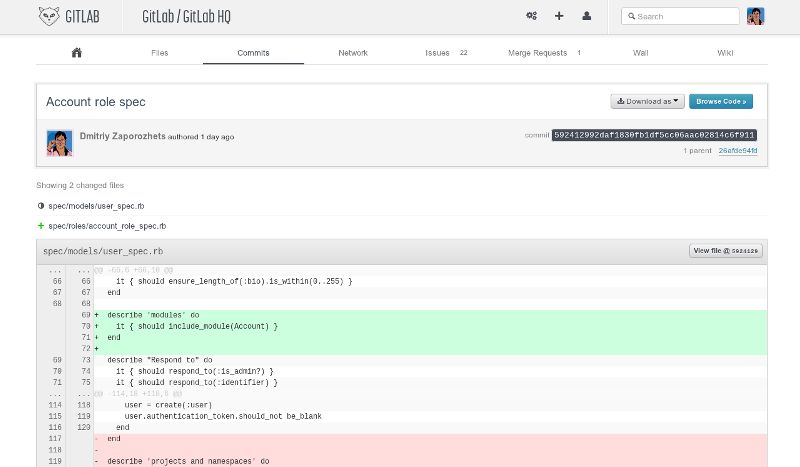 GITLAB
GitLab / GitLab HQ
Search
Files
Commits
Network
Issues 22
Merge Requests 1
Wall
Wiki
Account role spec
Download as
Browse Code »
Dmitriy Zaporozhets authored 1 day ago
commit 592412992daf1830fb1df5cc06aac02814c6f911
1 parent 26afde94fd
Showing 2 changed files
spec/models/user_spec.rb
+ spec/roles/account_role_spec.rb
spec/models/user_spec.rb
View file @ 5924129
... ... @@ -66,6 +66,10 @@
66 66 it { should ensure_length_of(:bio).is_within(0..255) }
67 67 end
68 68
69 + describe 'modules' do
70 + it { should include_module(Account) }
71 + end
72 +
69 73 describe "Respond to" do
70 74 it { should respond_to(:is_admin?) }
71 75 it { should respond_to(:identifier) }
... ... @@ -114,16 +118,6 @@
114 118 user = create(:user)
115 119 user.authentication_token.should_not be_blank
116 120 end
117 - end
118 -
119 - describe 'projects and namespaces' do